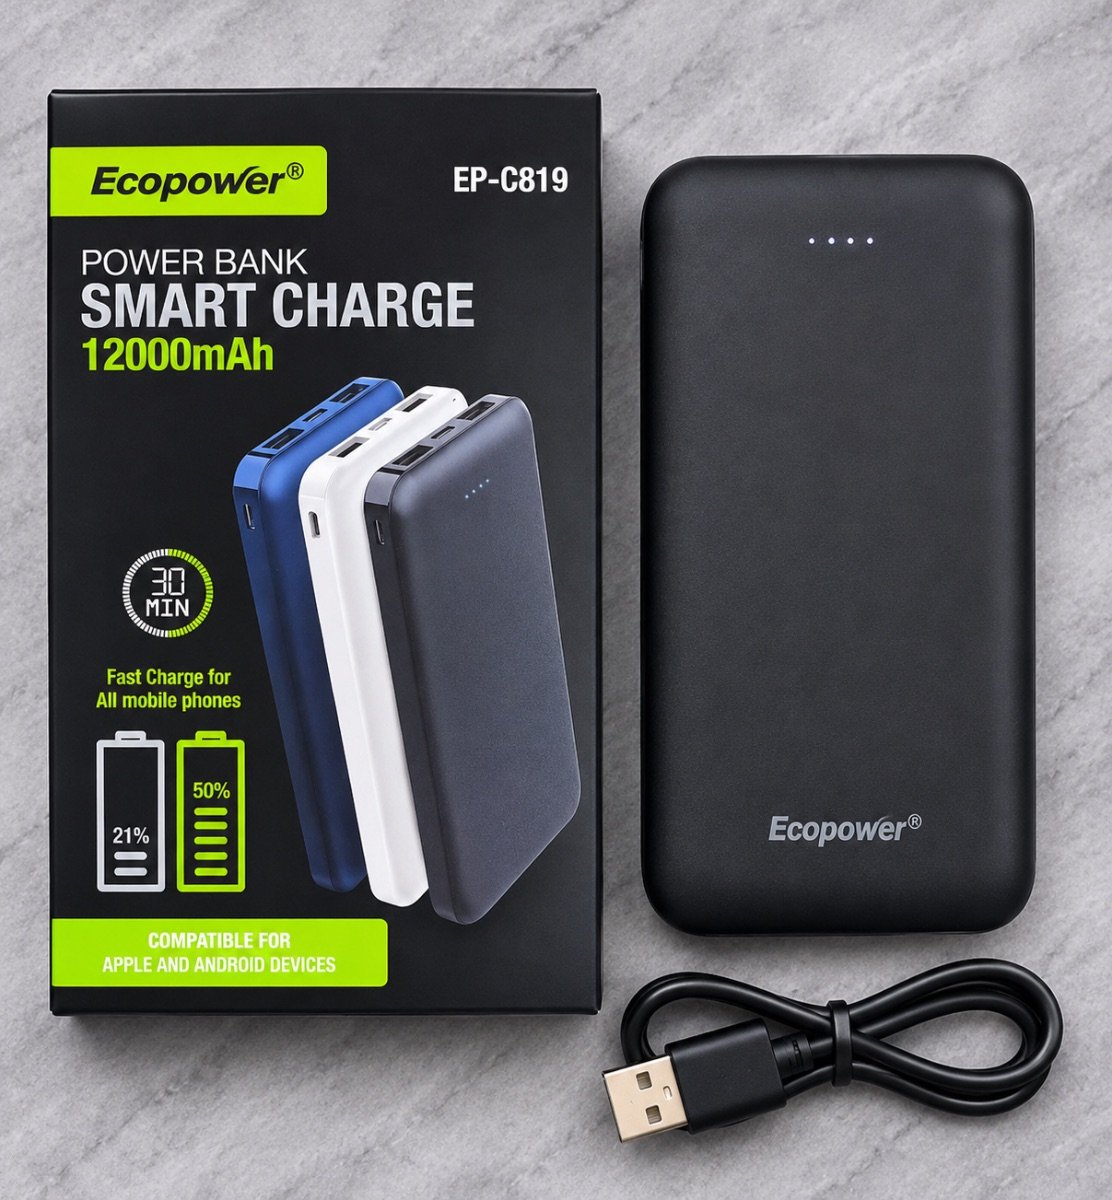 Ecopower®
EP-C819
POWER BANK
SMART CHARGE
12000mAh
30
MIN
Fast Charge for
All mobile phones
21%
50%
COMPATIBLE FOR
APPLE AND ANDROID DEVICES
Ecopower®